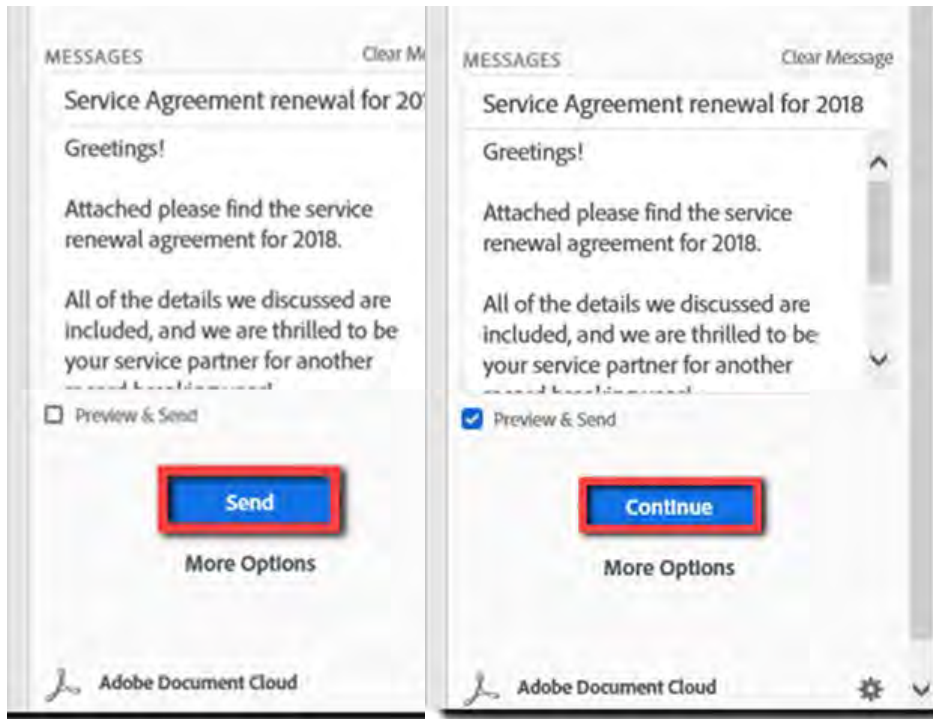 MESSAGES
Clear Me
Service Agreement renewal for 20
Greetings!
Attached please find the service
renewal agreement for 2018.
All of the details we discussed are
included, and we are thrilled to be
your service partner for another
Preview & Send
Send
More Options
Adobe Document Cloud
MESSAGES
Clear Message
Service Agreement renewal for 2018
Greetings!
Attached please find the service
renewal agreement for 2018.
All of the details we discussed are
included, and we are thrilled to be
your service partner for another
Preview & Send
Continue
More Options
Adobe Document Cloud